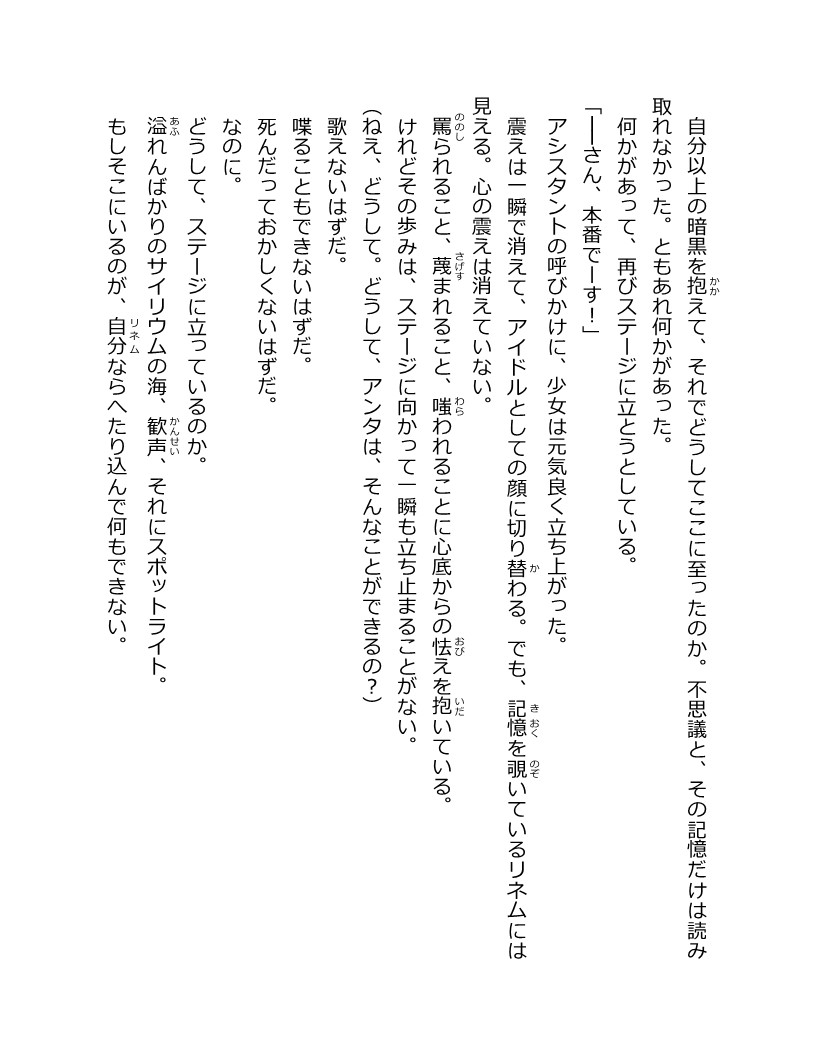 自分以上の暗黒を抱えて、それでどうしてここに至ったのか。不思議と、その記憶だけは読み
取れなかった。ともあれ何かがあった。
何かがあって、再びステージに立とうとしている。
「――さん、本番でーす！」
アシスタントの呼びかけに、少女は元気良く立ち上がった。
震えは一瞬で消えて、アイドルとしての顔に切り替わる。でも、記憶を覗いているリネムには
見える。心の震えは消えていない。
罵られること、蔑まれること、嗤われることに心底からの怯えを抱いている。
けれどその歩みは、ステージに向かって一瞬も立ち止まることがない。
（ねえ、どうして。どうして、アンタは、そんなことができるの？）
歌えないはずだ。
喋ることもできないはずだ。
死んだっておかしくないはずだ。
なのに。
どうして、ステージに立っているのか。
溢れんばかりのサイリウムの海、歓声、それにスポットライト。
もしそこにいるのが、自分ならへたり込んで何もできない。